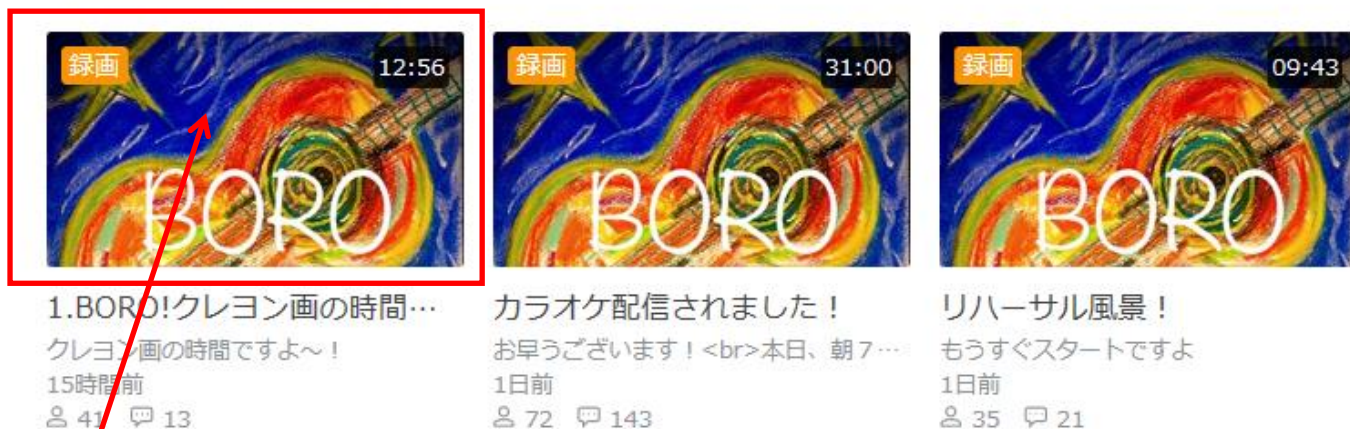 録画
12:56
BORO
1.BORO!クレヨン画の時間…
クレヨン画の時間ですよ～！
15時間前
41 13
録画
31:00
BORO
カラオケ配信されました！
お早うございます！<br>本日、朝７…
1日前
72 143
録画
09:43
BORO
リハーサル風景！
もうすぐスタートですよ
1日前
35 21